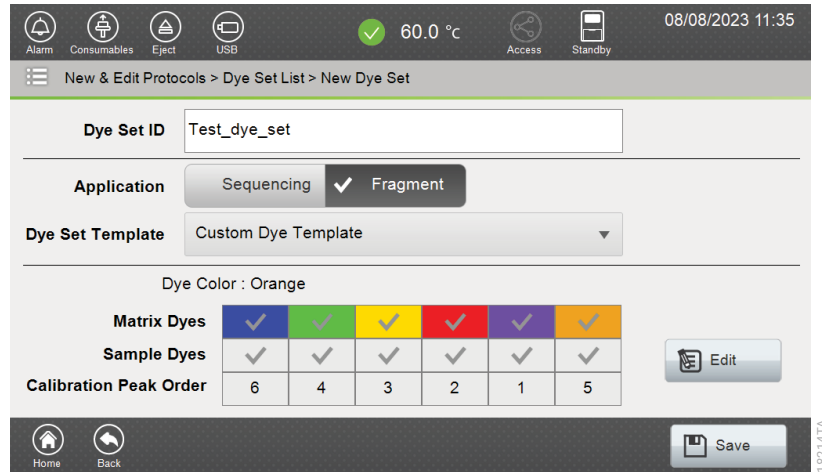 08/08/2023 11:35
60.0 °c
Alarm Consumables Eject USB Access Standby
New & Edit Protocols > Dye Set List > New Dye Set
Dye Set ID Test_dye_set
Application Sequencing Fragment
Dye Set Template Custom Dye Template
Dye Color : Orange
Matrix Dyes
Sample Dyes
Edit
Calibration Peak Order 6 4 3 2 1 5
Home Back Save
18214TA